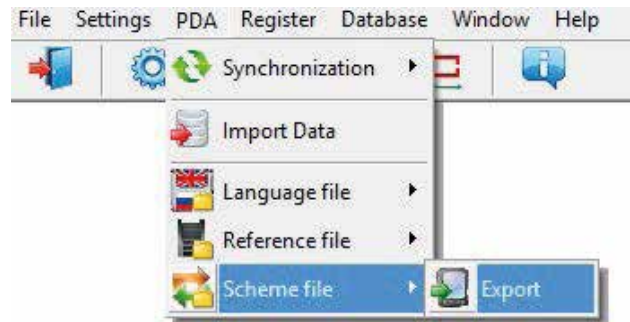 File Settings PDA Register Database Window Help
Synchronization
Import Data
Language file
Reference file
Scheme file
Export